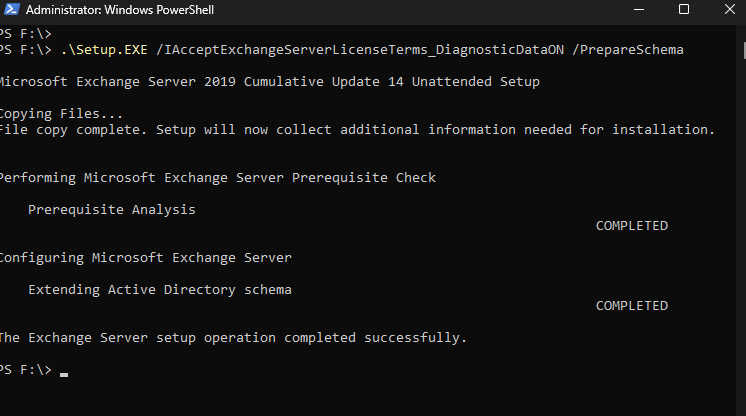 Administrator: Windows PowerShell
PS F:\>
PS F:\> .\Setup.EXE /IAcceptExchangeServerLicenseTerms_DiagnosticDataON /PrepareSchema
Microsoft Exchange Server 2019 Cumulative Update 14 Unattended Setup
Copying Files...
File copy complete. Setup will now collect additional information needed for installation.
Performing Microsoft Exchange Server Prerequisite Check
Prerequisite Analysis
COMPLETED
Configuring Microsoft Exchange Server
Extending Active Directory schema
COMPLETED
The Exchange Server setup operation completed successfully.
PS F:\>